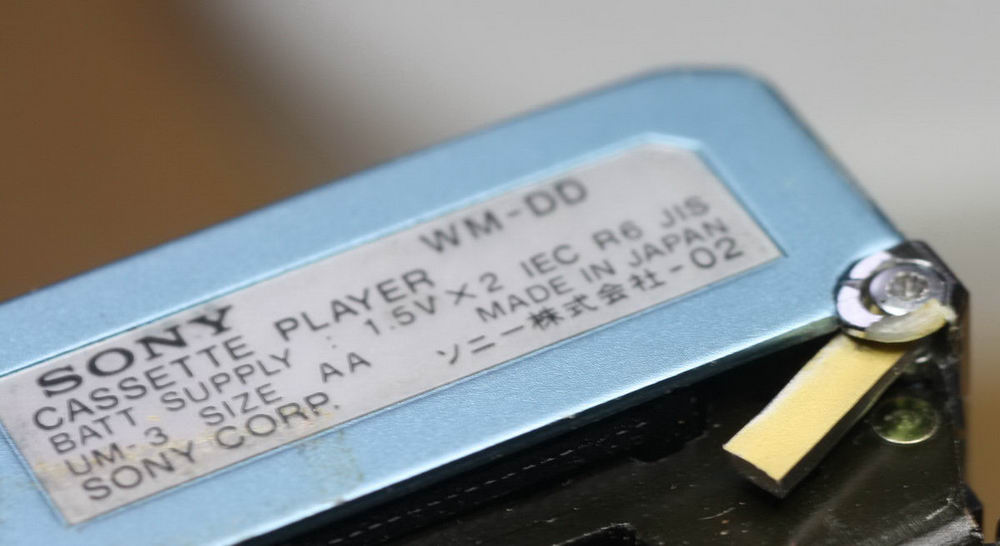 SONY WM-DD
CASSETTE PLAYER
BATT SUPPLY : 1.5V×2 IEC R6 JIS
UM-3 SIZE AA MADE IN JAPAN
SONY CORP. ソニー株式会社-02